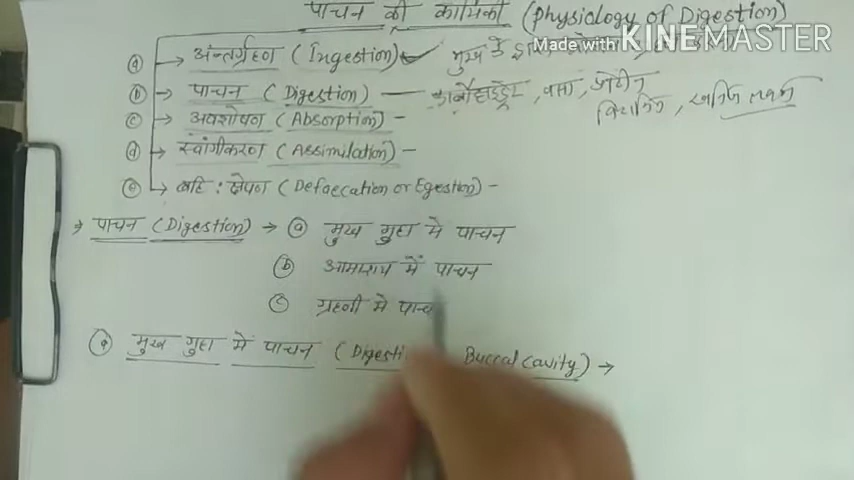 पाचन की कार्यिकी (Physiology of Digestion)
Made with KINEMASTER
(a) → अन्तर्ग्रहण (Ingestion) मुख के द्वारा
(b) → पाचन (Digestion) — कार्बोहाइड्रेट, वसा, प्रोटीन
विटामिन, खनिज लवण
(c) → अवशोषण (Absorption) -
(d) → स्वांगीकरण (Assimilation) -
(e) → बहि : क्षेपण (Defaecation or Egestion) -
→ पाचन (Digestion) → (a) मुख गुहा मे पाचन
(b) आमाशय में पाचन
(c) ग्रहणी मे पाच
(a) मुख गुहा में पाचन (Digesti Buccal Cavity) →